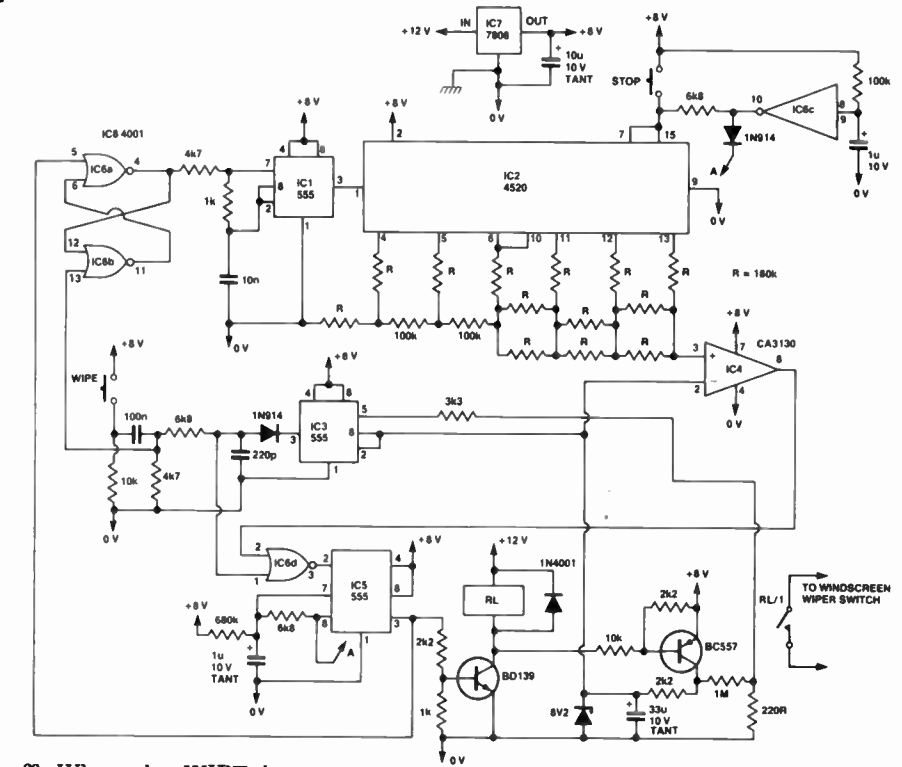 IN
IC7
7808
OUT
+12 V
+8 V
+
10u
10 V
TANT
0 V
+8 V
STOP
6k8
10
IC6c
8
9
100k
1N914
A
+
1u
10 V
0 V
IC6 4001
5
IC6a
4
6
4k7
1k
12
IC6b
11
13
10n
0 V
+8 V
4
8
7
6
2
IC1
555
3
1
+8 V
2
7
15
1
IC2
4520
9
0 V
4
5
6
10
11
12
13
R
R
R
R
R
R
R = 180k
R
100k
100k
R
R
R
R
R
R
+8 V
CA3130
3
+
7
IC4
6
2
−
4
0 V
+8 V
WIPE
100n
6k8
1N914
10k
4k7
220p
0 V
+8 V
4
8
3
IC3
555
5
6
2
1
3k3
2
IC6d
1
3
2
IC5
555
4
7
8
6
3
1
+8 V
+8 V
680k
6k8
A
1u
10 V
TANT
+
0 V
2k2
1k
0 V
+12 V
RL
1N4001
BD139
10k
2k2
+8 V
BC557
2k2
1M
8V2
+
33u
10 V
TANT
220R
RL/1
TO WINDSCREEN
WIPER SWITCH